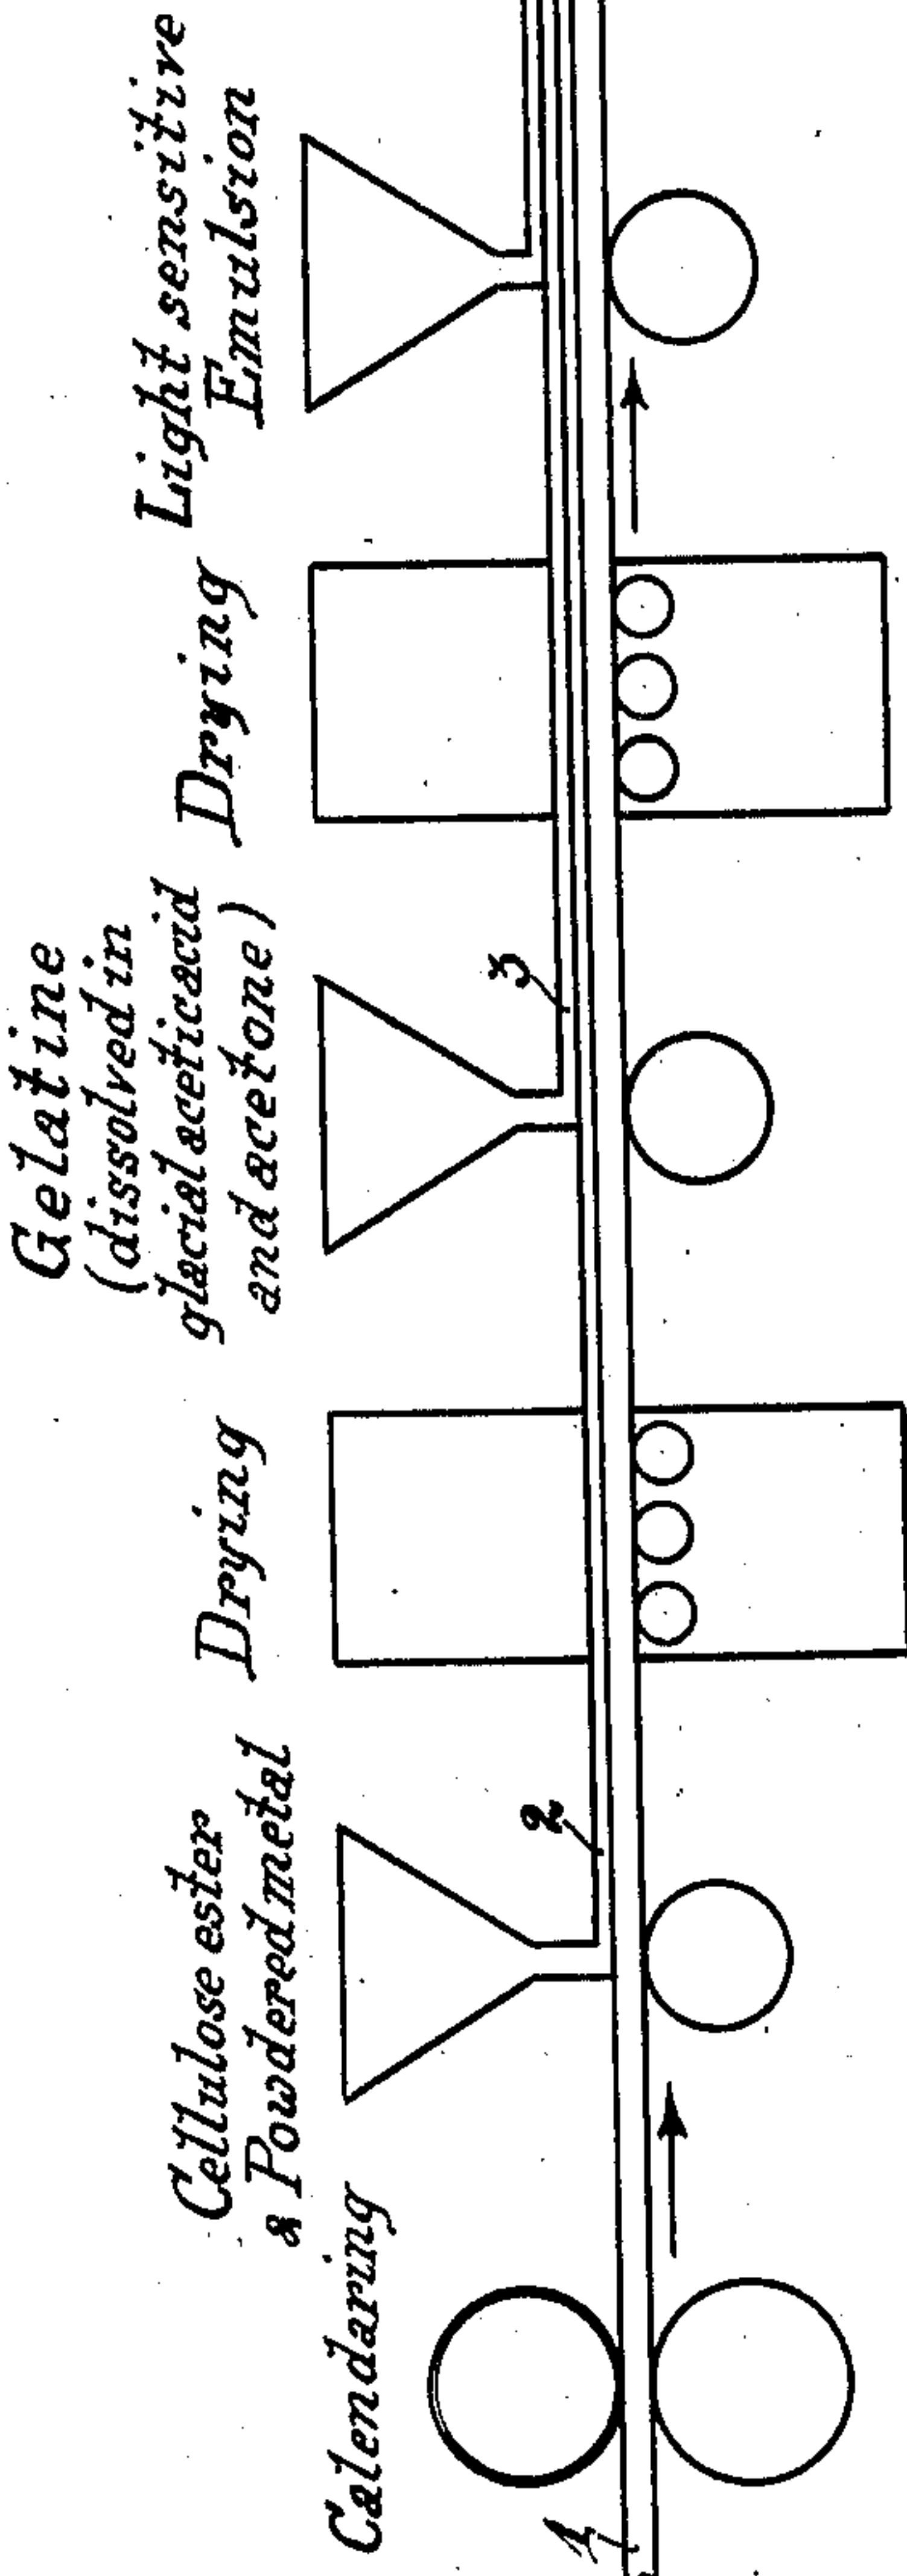 Calendaring
Cellulose ester
& Powdered metal
Drying
Gelatine
(dissolved in
glacial acetic acid
and acetone)
Drying
Light sensitive
Emulsion
1
2
3